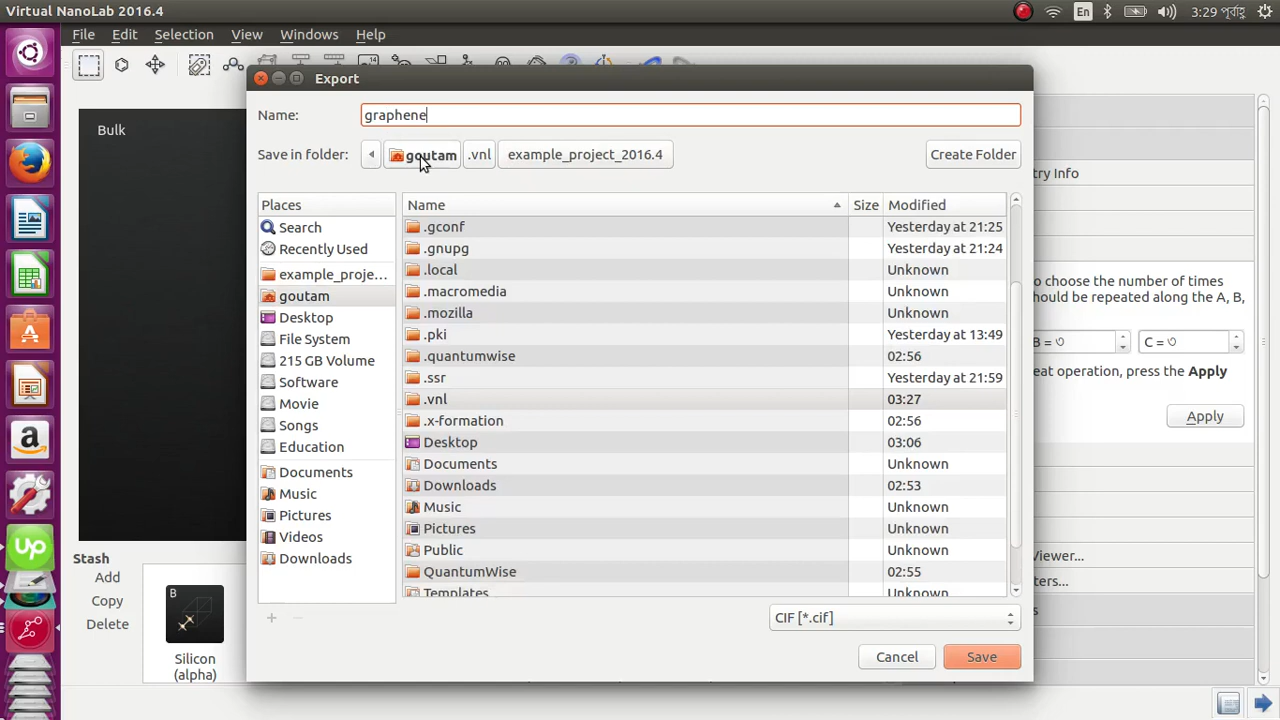 Virtual NanoLab 2016.4
En
3:29 পূর্বাহ্ন
File Edit Selection View Windows Help
Export
Name: graphene
Bulk
Save in folder: goutam .vnl example_project_2016.4 Create Folder
try Info
Places
Search
Recently Used
example_proje...
goutam
Desktop
File System
215 GB Volume
Software
Movie
Songs
Education
Documents
Music
Pictures
Videos
Downloads
Name Size Modified
.gconf Yesterday at 21:25
.gnupg Yesterday at 21:24
.local Unknown
.macromedia Unknown
.mozilla Unknown
.pki Yesterday at 13:49
.quantumwise 02:56
.ssr Yesterday at 21:59
.vnl 03:27
.x-formation 02:56
Desktop 03:06
Documents Unknown
Downloads 02:53
Music Unknown
Pictures Unknown
Public Unknown
QuantumWise 02:55
Templates Unknown
o choose the number of times
hould be repeated along the A, B,
B = ৩ C = ৩
eat operation, press the Apply
Apply
Viewer...
ters...
s
Stash
Add
Copy
Delete
B
Silicon
(alpha)
CIF [*.cif]
Cancel Save
Up
a